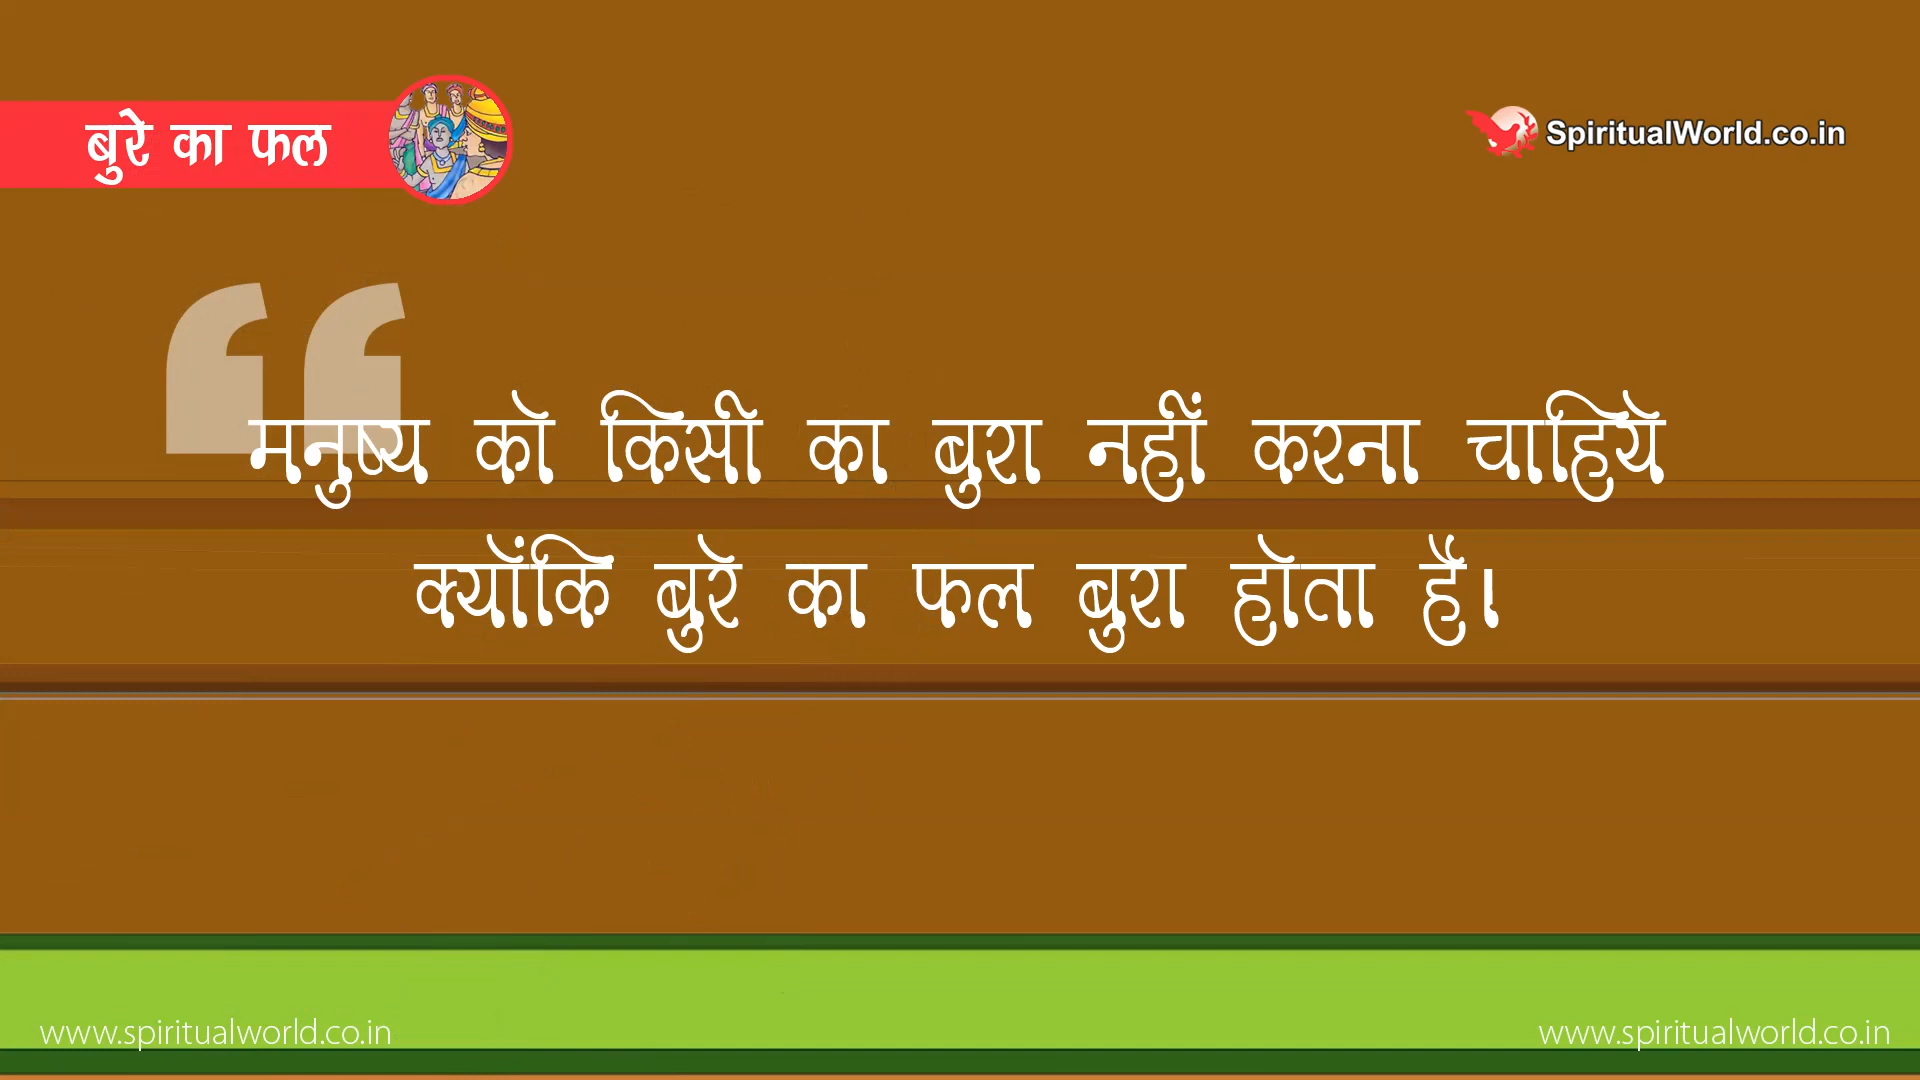 बुरे का फल
SpiritualWorld.co.in
मनुष्य को किसी का बुरा नहीं करना चाहिये
क्योंकि बुरे का फल बुरा होता है।
www.spiritualworld.co.in
www.spiritualworld.co.in